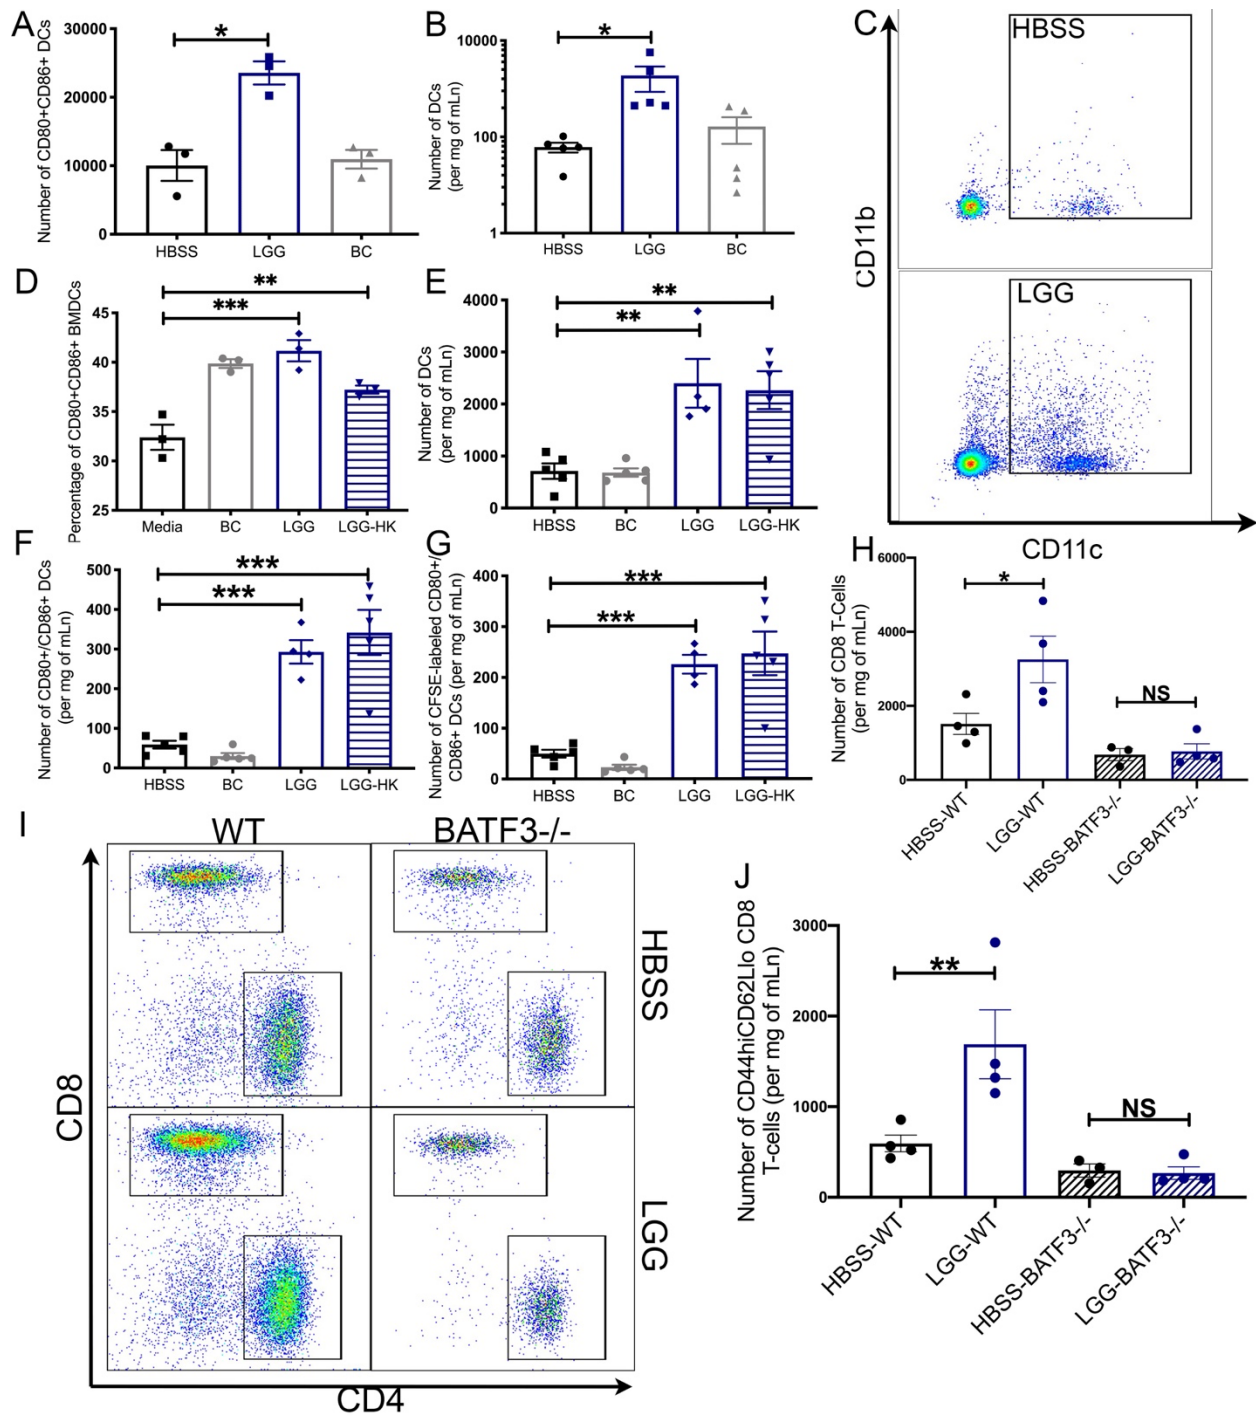 A
Number of CD80+CD86+ DCs
30000
20000
10000
0
*
HBSS
LGG
BC
B
Number of DCs
(per mg of mLn)
10000
100
1
*
HBSS
LGG
BC
C
CD11b
HBSS
LGG
CD11c
D
Percentage of CD80+CD86+ BMDCs
45
40
35
30
25
**
***
Media
BC
LGG
LGG-HK
E
Number of DCs
(per mg of mLn)
4000
3000
2000
1000
0
**
**
HBSS
BC
LGG
LGG-HK
F
Number of CD80+/CD86+ DCs
(per mg of mLn)
500
400
300
200
100
0
***
***
HBSS
BC
LGG
LGG-HK
G
Number of CFSE-labeled CD80+/
CD86+ DCs (per mg of mLn)
400
300
200
100
0
***
***
HBSS
BC
LGG
LGG-HK
H
Number of CD8 T-Cells
(per mg of mLn)
6000
4000
2000
0
*
NS
HBSS-WT
LGG-WT
HBSS-BATF3-/-
LGG-BATF3-/-
I
WT
BATF3-/-
HBSS
LGG
CD8
CD4
J
Number of CD44hiCD62Llo CD8
T-cells (per mg of mLn)
3000
2000
1000
0
**
NS
HBSS-WT
LGG-WT
HBSS-BATF3-/-
LGG-BATF3-/-